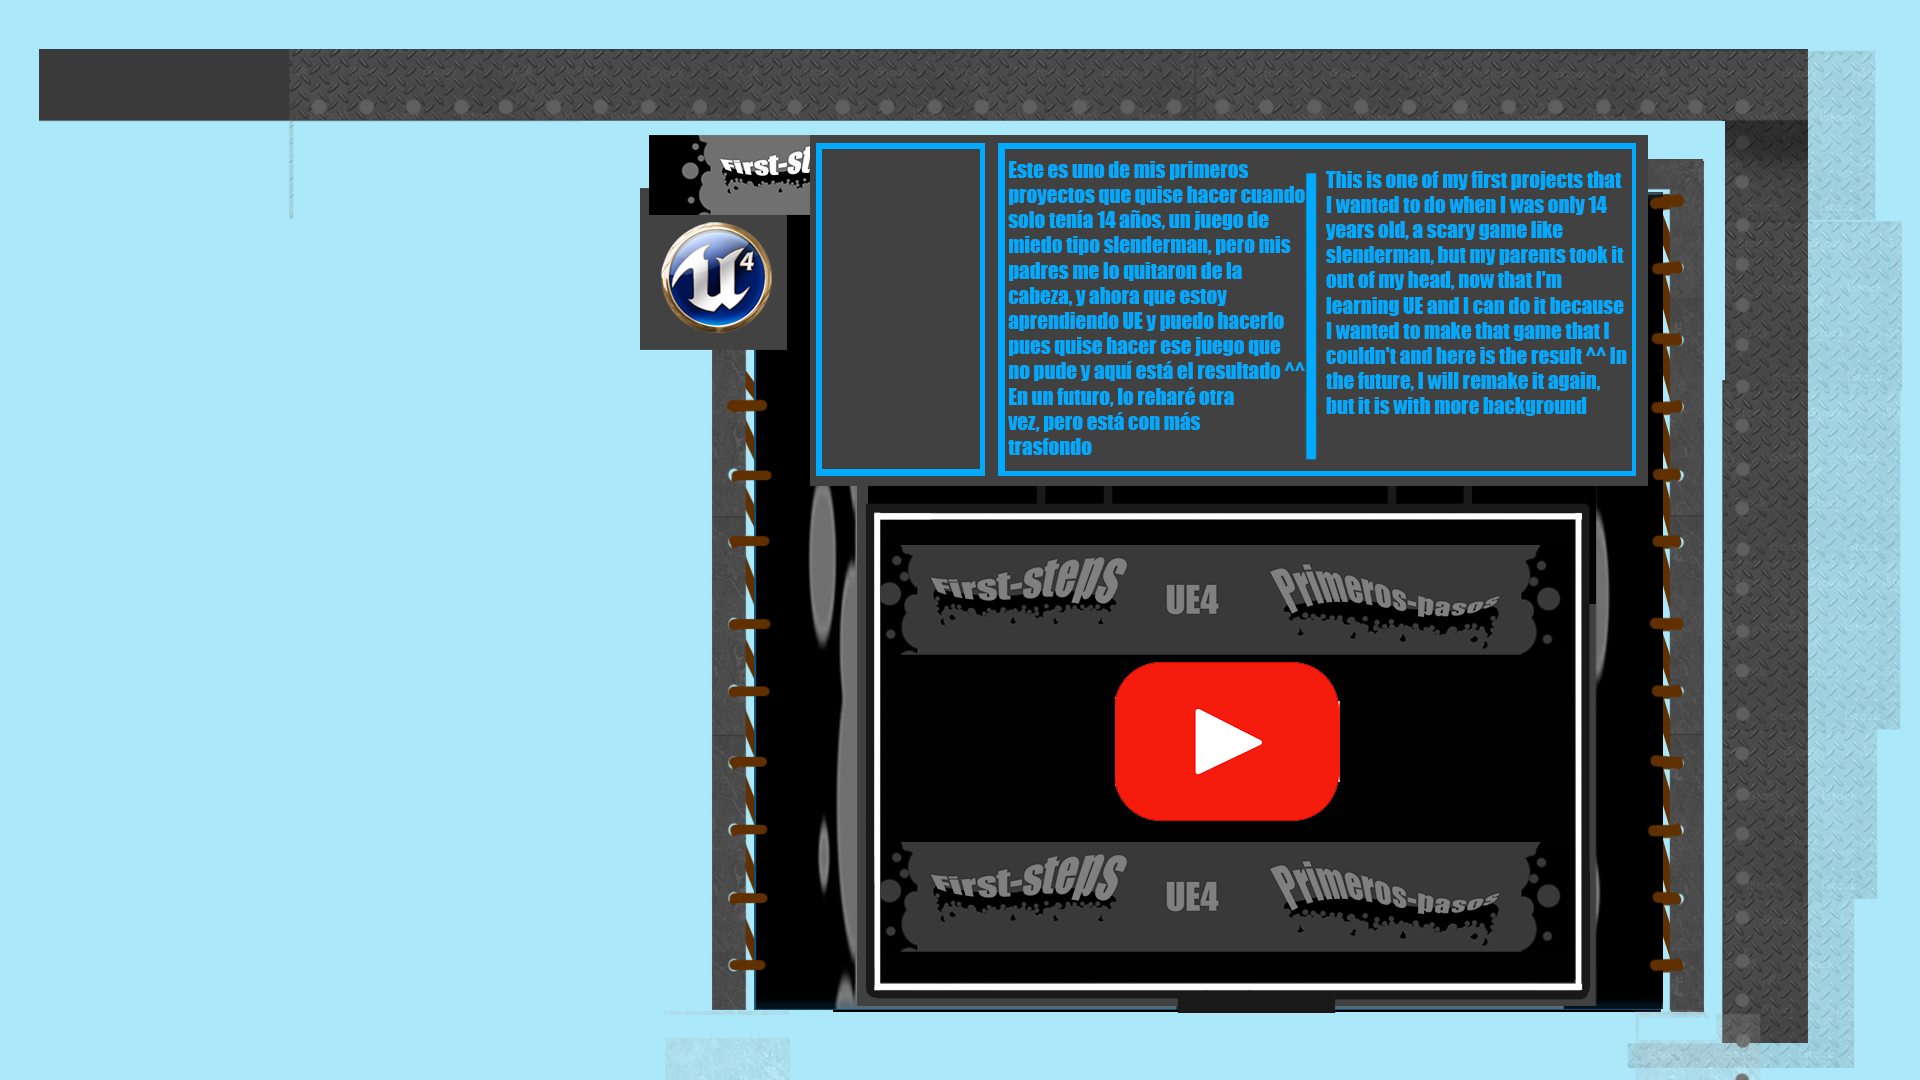 First-st
4
Este es uno de mis primeros
proyectos que quise hacer cuando
solo tenía 14 años, un juego de
miedo tipo slenderman, pero mis
padres me lo quitaron de la
cabeza, y ahora que estoy
aprendiendo UE y puedo hacerlo
pues quise hacer ese juego que
no pude y aquí está el resultado ^^
En un futuro, lo reharé otra
vez, pero está con más
trasfondo
This is one of my first projects that
I wanted to do when I was only 14
years old, a scary game like
slenderman, but my parents took it
out of my head, now that I'm
learning UE and I can do it because
I wanted to make that game that I
couldn't and here is the result ^^ In
the future, I will remake it again,
but it is with more background
First-steps UE4 Primeros-pasos
First-steps UE4 Primeros-pasos